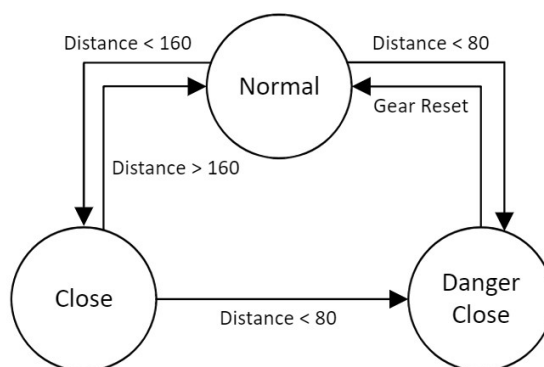 Distance < 160
Distance < 80
Normal
Gear Reset
Distance > 160
Close
Danger
Close
Distance < 80